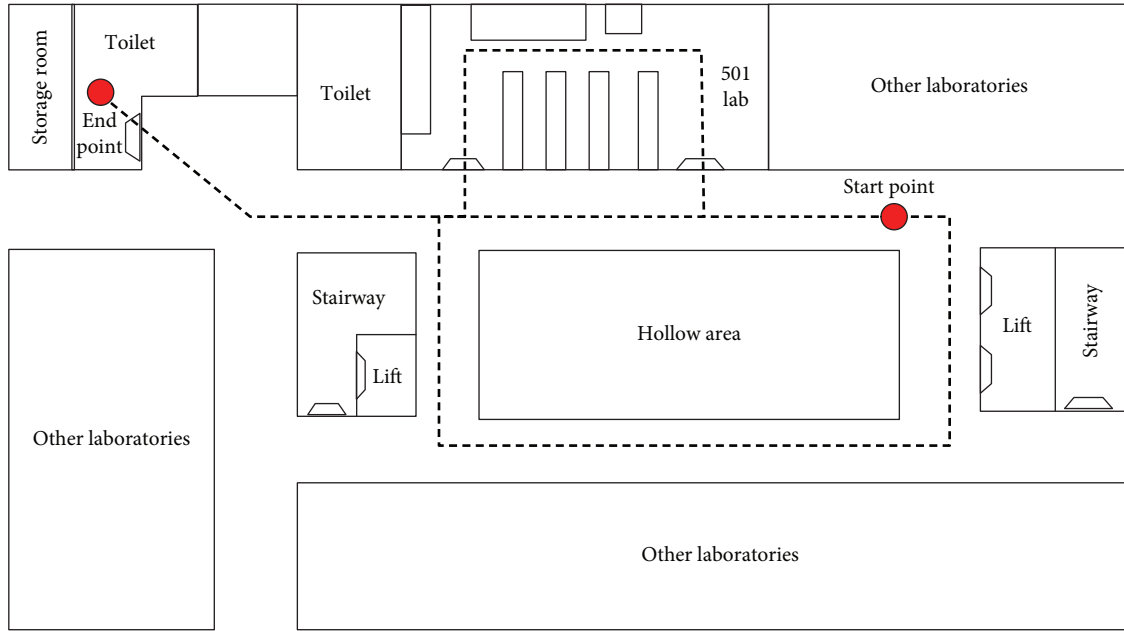 Storage room
Toilet
End
point
Toilet
501
lab
Other laboratories
Start point
Stairway
Lift
Hollow area
Lift
Stairway
Other laboratories
Other laboratories